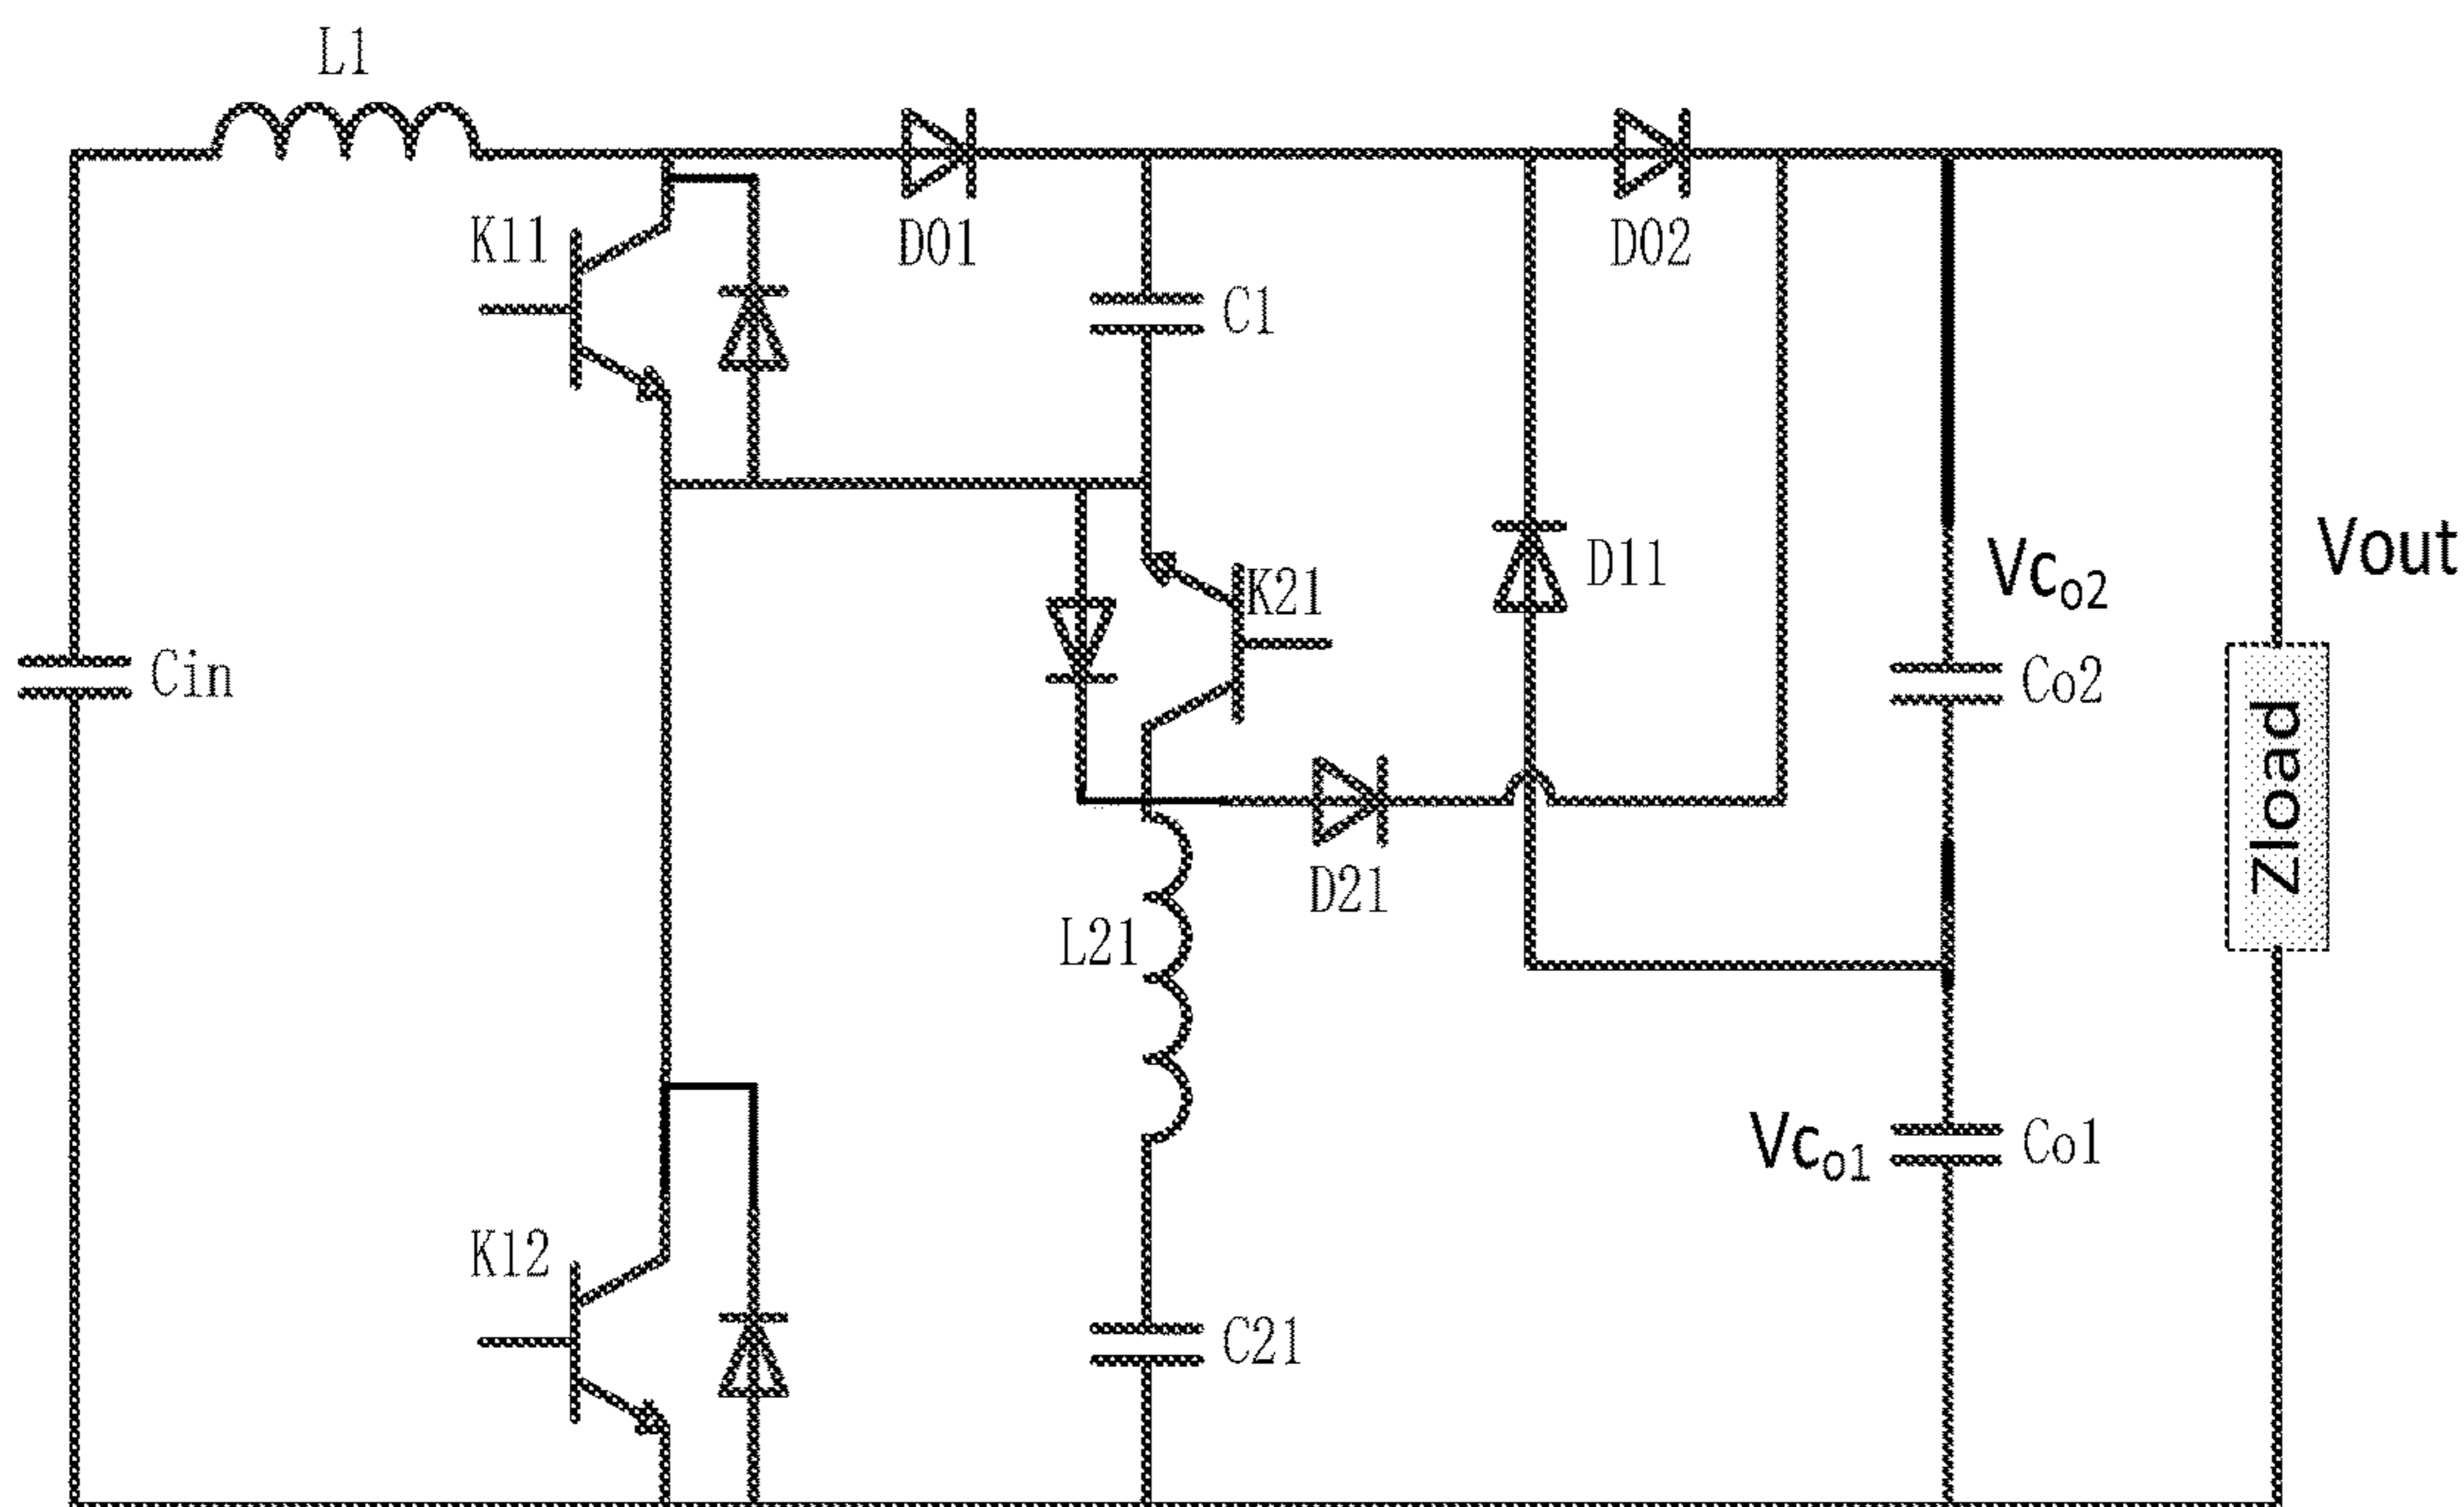 L1
K11
D01
D02
C1
K21
D11
Vco2
Vout
Cin
Co2
Zload
D21
L21
Vco1
Co1
K12
C21